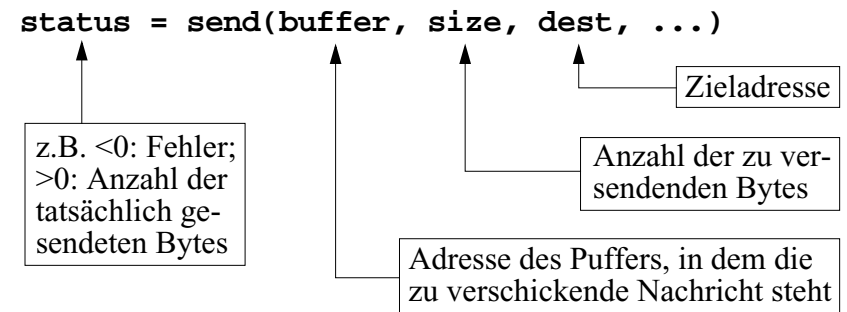 status = send(buffer, size, dest, ...)
Zieladresse
z.B. <0: Fehler;
>0: Anzahl der
tatsächlich ge-
sendeten Bytes
Anzahl der zu ver-
sendenden Bytes
Adresse des Puffers, in dem die
zu verschickende Nachricht steht